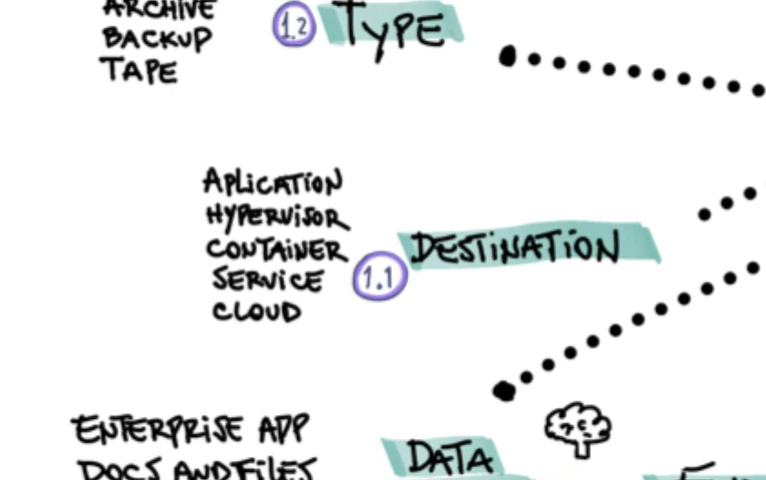 ARCHIVE
BACKUP
TAPE
1.2 TYPE
APLICATION
HYPERVISOR
CONTAINER
SERVICE
CLOUD
1.1 DESTINATION
ENTERPRISE APP
DOCS AND FILES
DATA